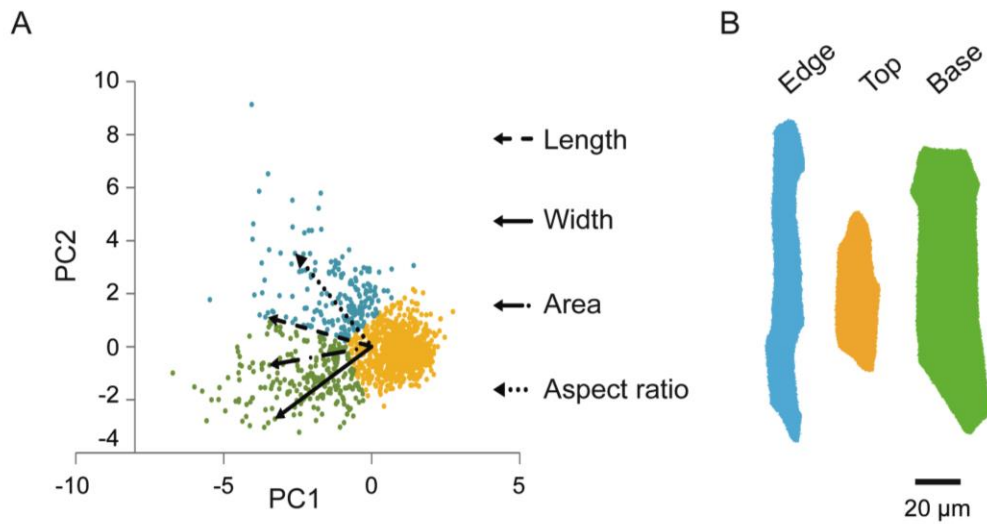 A
10
8
6
4
2
0
-2
-4
PC2
-10
-5
0
5
PC1
Length
Width
Area
Aspect ratio
B
Edge
Top
Base
20 µm